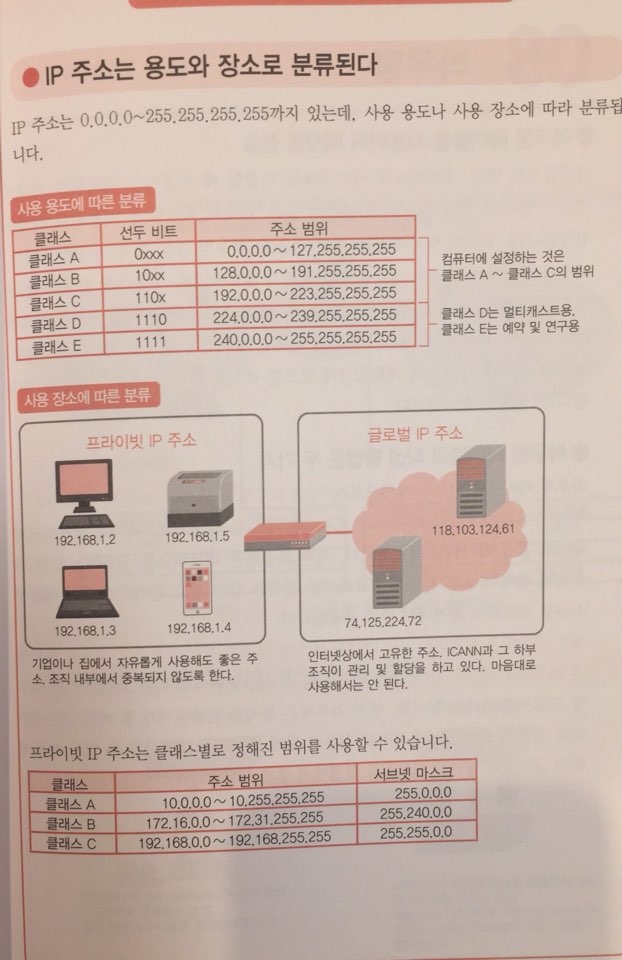 IP 주소는 용도와 장소로 분류된다
IP 주소는 0.0.0.0~255.255.255.255까지 있는데, 사용 용도나 사용 장소에 따라 분류됩
니다.
사용 용도에 따른 분류
클래스 선두 비트 주소 범위
클래스 A 0xxx 0.0.0.0 ~ 127.255.255.255
클래스 B 10xx 128.0.0.0 ~ 191.255.255.255
클래스 C 110x 192.0.0.0 ~ 223.255.255.255
클래스 D 1110 224.0.0.0 ~ 239.255.255.255
클래스 E 1111 240.0.0.0 ~ 255.255.255.255
컴퓨터에 설정하는 것은
클래스 A ~ 클래스 C의 범위
클래스 D는 멀티캐스트용,
클래스 E는 예약 및 연구용
사용 장소에 따른 분류
프라이빗 IP 주소
192.168.1.2
192.168.1.5
192.168.1.3
192.168.1.4
기업이나 집에서 자유롭게 사용해도 좋은 주
소. 조직 내부에서 중복되지 않도록 한다.
글로벌 IP 주소
118.103.124.61
74.125.224.72
인터넷상에서 고유한 주소. ICANN과 그 하부
조직이 관리 및 할당을 하고 있다. 마음대로
사용해서는 안 된다.
프라이빗 IP 주소는 클래스별로 정해진 범위를 사용할 수 있습니다.
클래스 주소 범위 서브넷 마스크
클래스 A 10.0.0.0 ~ 10.255.255.255 255.0.0.0
클래스 B 172.16.0.0 ~ 172.31.255.255 255.240.0.0
클래스 C 192.168.0.0 ~ 192.168.255.255 255.255.0.0